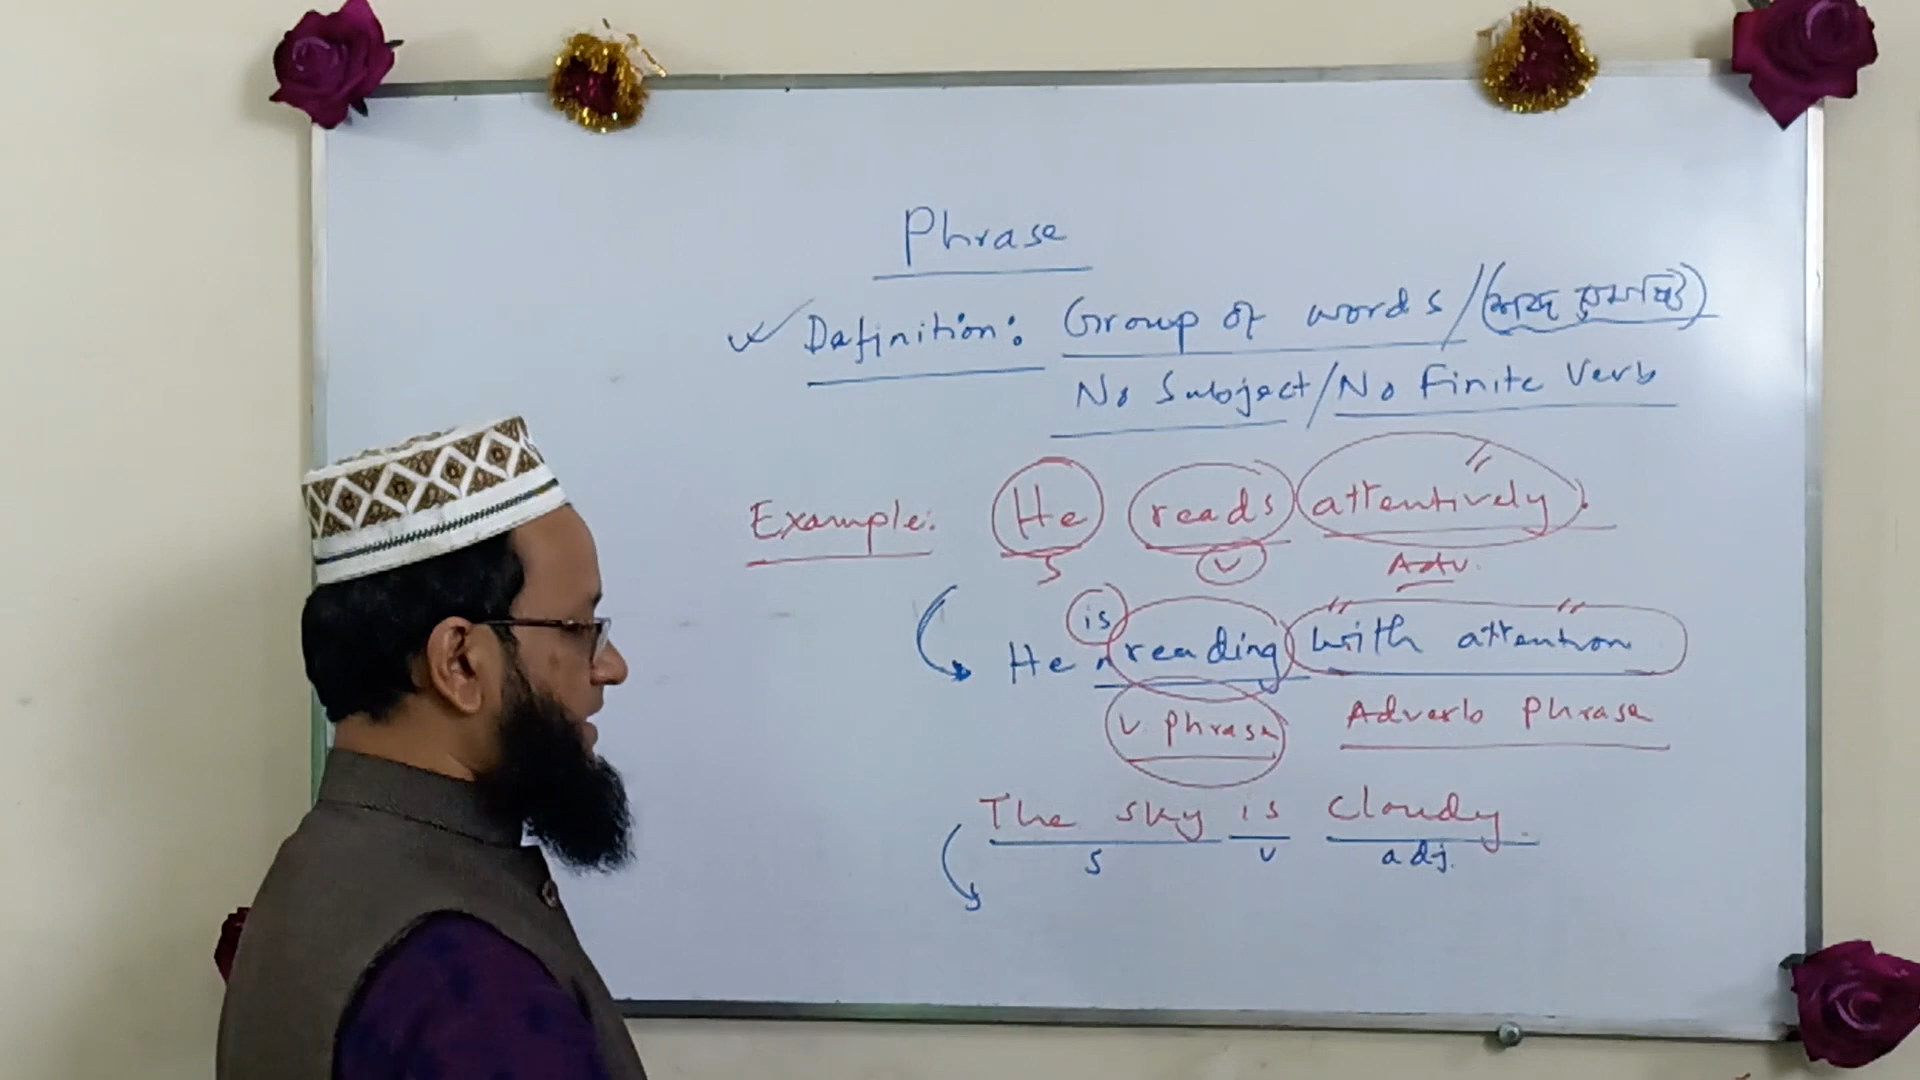 Phrase
Definition: Group of words / (শব্দ গুচ্ছ)
No Subject / No Finite Verb
Example: He reads attentively.
S V Adv.
is
He reading with attention
V. Phrase Adverb Phrase
The sky is cloudy.
S V adj.